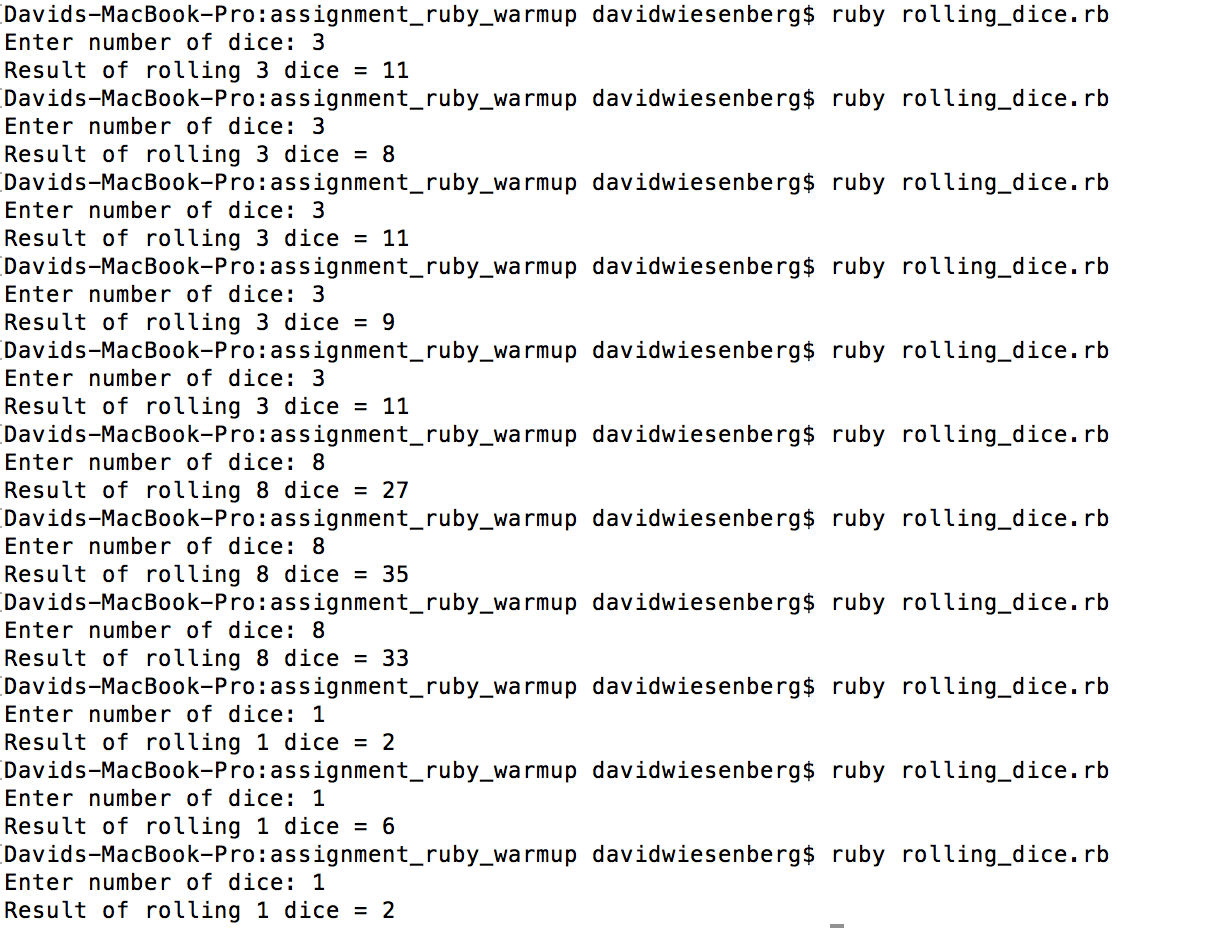 Davids-MacBook-Pro:assignment_ruby_warmup davidwiesenberg$ ruby rolling_dice.rb
Enter number of dice: 3
Result of rolling 3 dice = 11
Davids-MacBook-Pro:assignment_ruby_warmup davidwiesenberg$ ruby rolling_dice.rb
Enter number of dice: 3
Result of rolling 3 dice = 8
Davids-MacBook-Pro:assignment_ruby_warmup davidwiesenberg$ ruby rolling_dice.rb
Enter number of dice: 3
Result of rolling 3 dice = 11
Davids-MacBook-Pro:assignment_ruby_warmup davidwiesenberg$ ruby rolling_dice.rb
Enter number of dice: 3
Result of rolling 3 dice = 9
Davids-MacBook-Pro:assignment_ruby_warmup davidwiesenberg$ ruby rolling_dice.rb
Enter number of dice: 3
Result of rolling 3 dice = 11
Davids-MacBook-Pro:assignment_ruby_warmup davidwiesenberg$ ruby rolling_dice.rb
Enter number of dice: 8
Result of rolling 8 dice = 27
Davids-MacBook-Pro:assignment_ruby_warmup davidwiesenberg$ ruby rolling_dice.rb
Enter number of dice: 8
Result of rolling 8 dice = 35
Davids-MacBook-Pro:assignment_ruby_warmup davidwiesenberg$ ruby rolling_dice.rb
Enter number of dice: 8
Result of rolling 8 dice = 33
Davids-MacBook-Pro:assignment_ruby_warmup davidwiesenberg$ ruby rolling_dice.rb
Enter number of dice: 1
Result of rolling 1 dice = 2
Davids-MacBook-Pro:assignment_ruby_warmup davidwiesenberg$ ruby rolling_dice.rb
Enter number of dice: 1
Result of rolling 1 dice = 6
Davids-MacBook-Pro:assignment_ruby_warmup davidwiesenberg$ ruby rolling_dice.rb
Enter number of dice: 1
Result of rolling 1 dice = 2